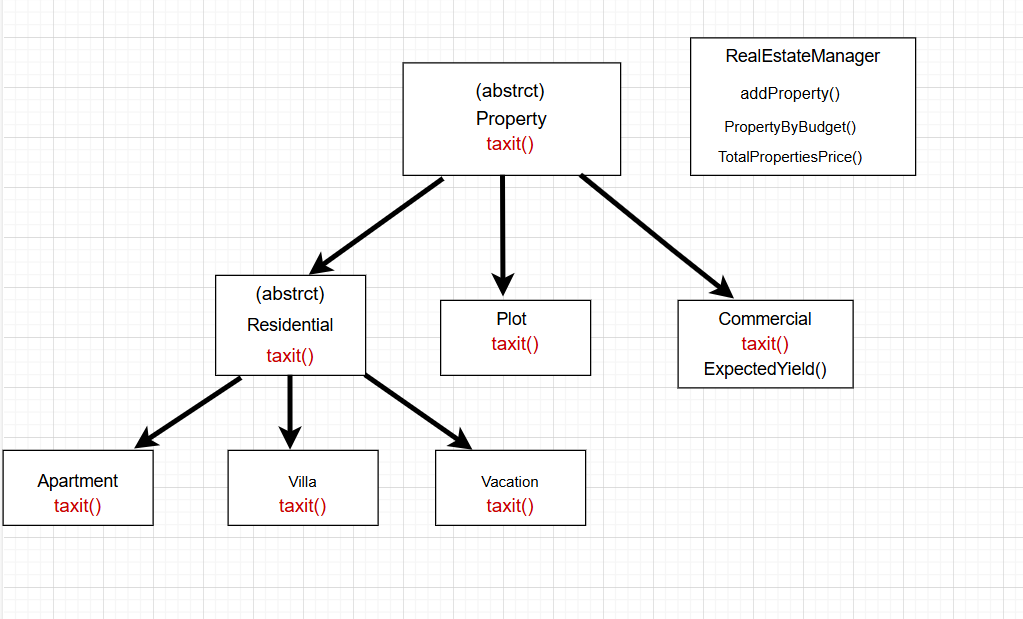 (abstrct)
Property
taxit()
RealEstateManager
addProperty()
PropertyByBudget()
TotalPropertiesPrice()
(abstrct)
Residential
taxit()
Plot
taxit()
Commercial
taxit()
ExpectedYield()
Apartment
taxit()
Villa
taxit()
Vacation
taxit()